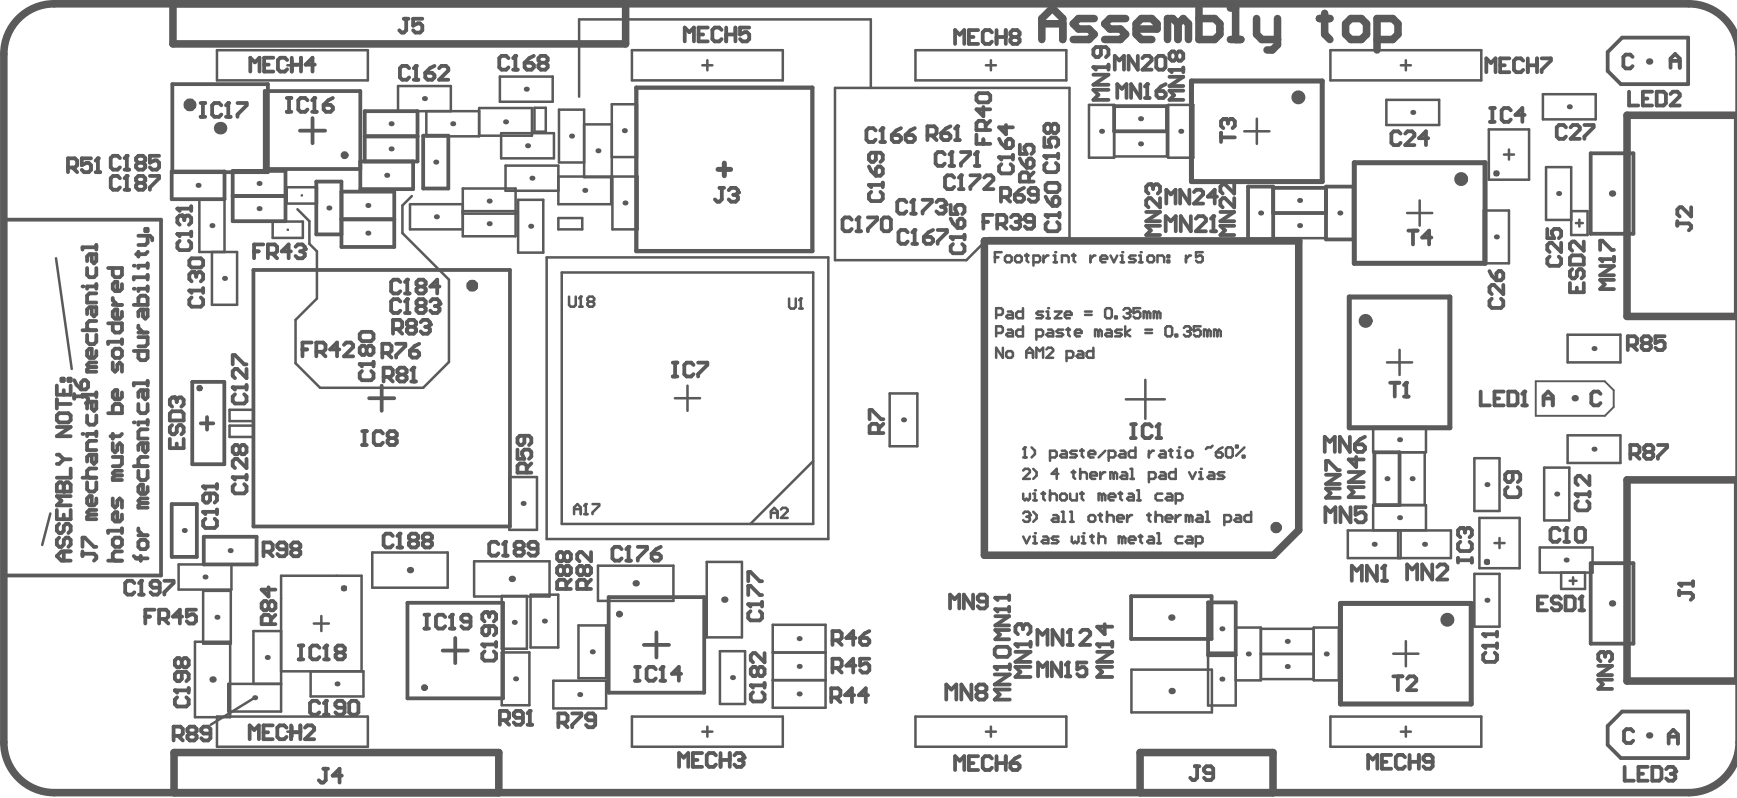 Assembly top
J5
MECH4
MECH5
MECH8
MECH7
C162
C168
MN19
MN20
MN18
MN16
C A
LED2
IC17
IC16
C166
R61
FR40
C164
C158
C169
C171
R65
C172
R69
C173
C165
C160
C170
C167
FR39
T3
C24
IC4
C27
R51
C185
C187
J3
MN23
MN24
MN22
MN21
T4
C26
C25
ESD2
MN17
J2
C131
C130
FR43
ASSEMBLY NOTE:
J7 mechanical mechanical
holes must be soldered
for mechanical durability.
J6
C184
C183
R83
FR42
C180
R76
R81
IC8
U18
U1
IC7
A17
A2
Footprint revision: r5
Pad size = 0.35mm
Pad paste mask = 0.35mm
No AM2 pad
IC1
1) paste/pad ratio ~60%
2) 4 thermal pad vias
without metal cap
3) all other thermal pad
vias with metal cap
R7
T1
R85
LED1
A C
R87
ESD3
C127
C128
R59
C191
R98
C188
C189
R88
R82
C176
C177
MN6
MN7
MN46
MN5
MN1
MN2
C9
C12
IC3
C10
C197
FR45
R84
IC18
C198
C190
R89
IC19
C193
R91
R79
IC14
C182
R46
R45
R44
MN9
MN11
MN10
MN13
MN12
MN14
MN15
MN8
T2
C11
ESD1
MN3
J1
MECH2
MECH3
MECH6
MECH9
C A
LED3
J4
J9